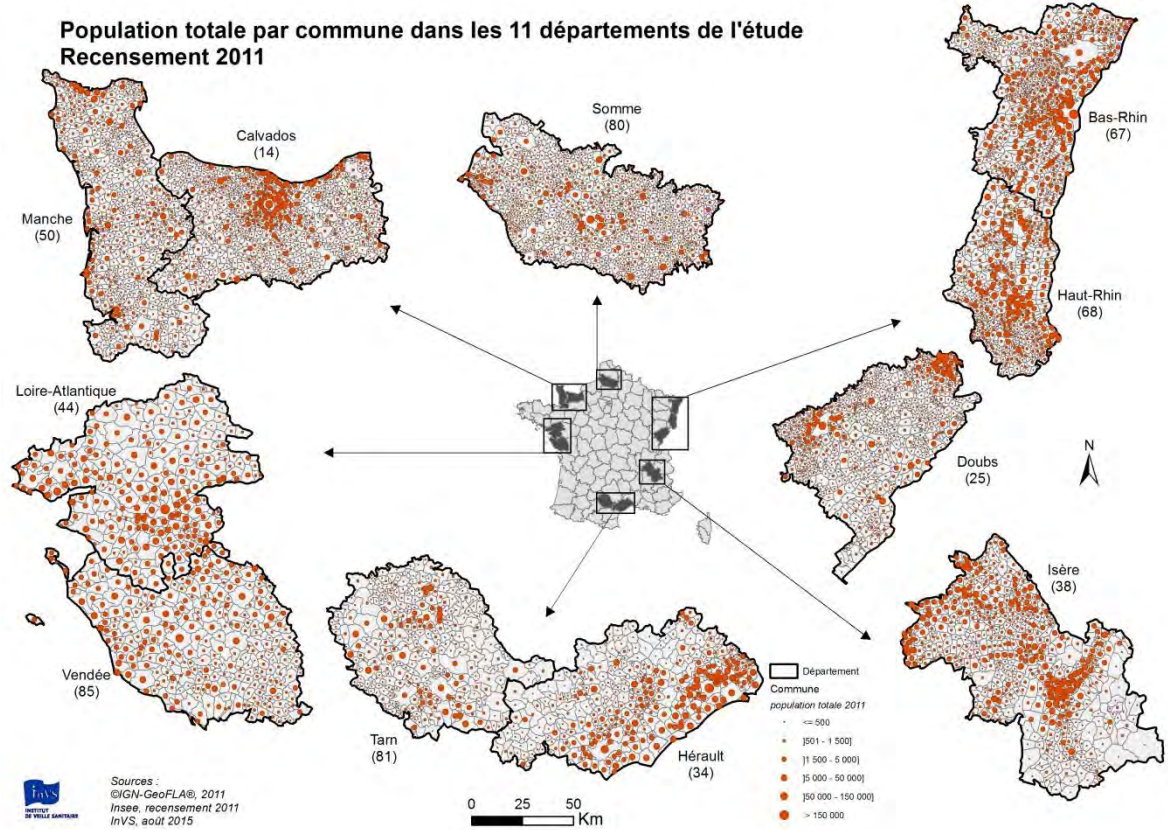 Population totale par commune dans les 11 départements de l'étude
Recensement 2011
Calvados
(14)
Manche
(50)
Somme
(80)
Bas-Rhin
(67)
Haut-Rhin
(68)
Loire-Atlantique
(44)
Vendée
(85)
Doubs
(25)
N
Isère
(38)
Tarn
(81)
Hérault
(34)
Département
Commune
population totale 2011
<= 500
]501 - 1 500]
]1 500 - 5 000]
]5 000 - 50 000]
]50 000 - 150 000]
> 150 000
InVS
INSTITUT
DE VEILLE SANITAIRE
Sources :
©IGN-GeoFLA®, 2011
Insee, recensement 2011
InVS, août 2015
0 25 50
Km